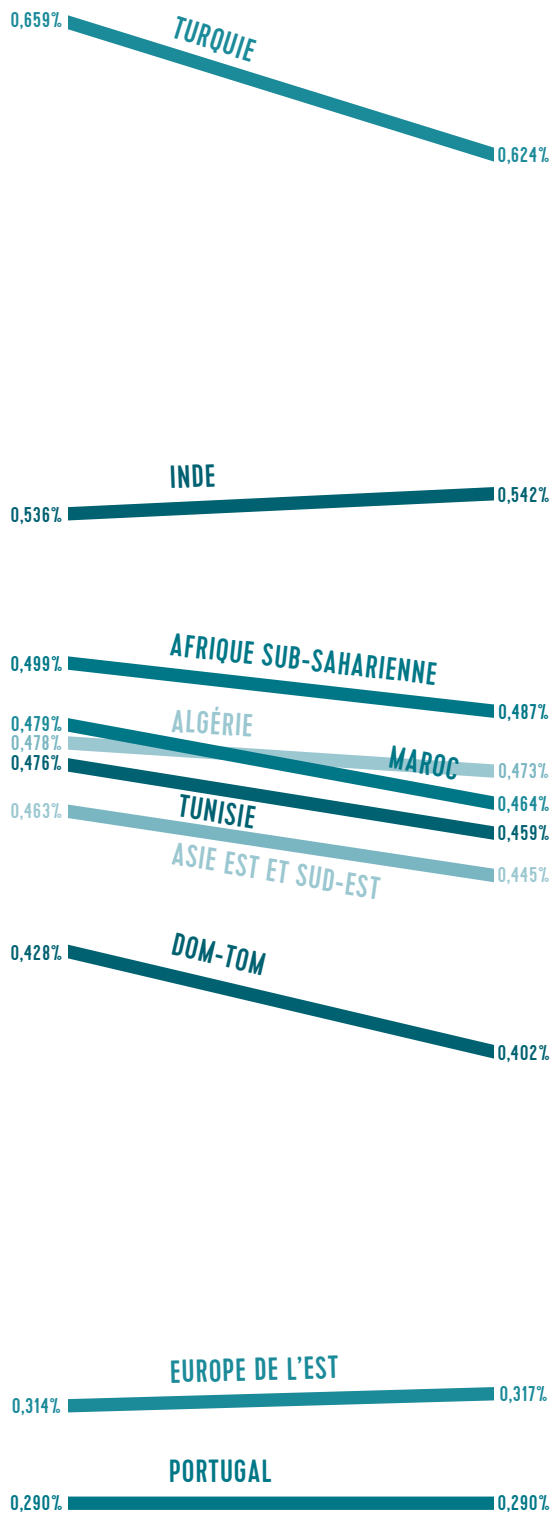 0,659%
TURQUIE
0,624%
INDE
0,536%
0,542%
AFRIQUE SUB-SAHARIENNE
0,499%
0,487%
0,479%
ALGÉRIE
0,478%
MAROC
0,473%
0,476%
0,464%
TUNISIE
0,463%
0,459%
ASIE EST ET SUD-EST
0,445%
DOM-TOM
0,428%
0,402%
EUROPE DE L'EST
0,314%
0,317%
PORTUGAL
0,290%
0,290%